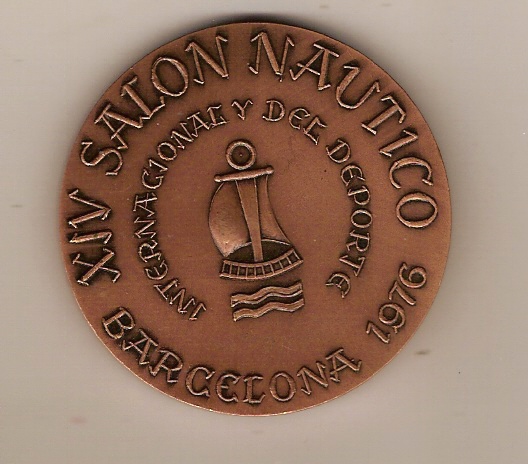 XIV SALON NAUTICO
INTERNACIONAL Y DEL DEPORTE
BARCELONA 1976